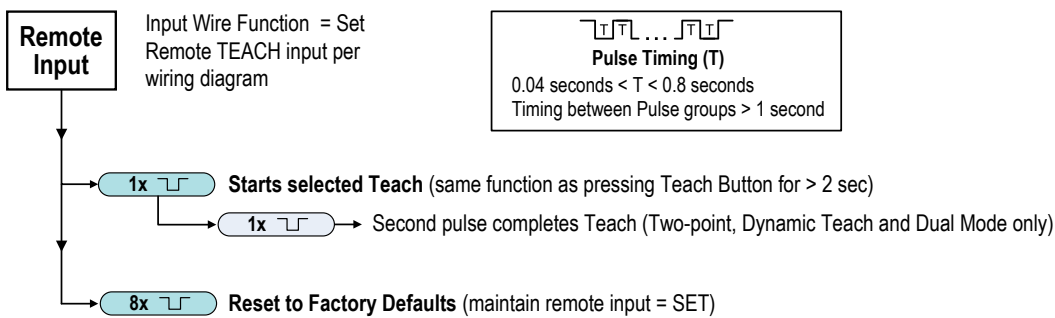 Remote
Input
Input Wire Function = Set
Remote TEACH input per
wiring diagram
T T ... T T
Pulse Timing (T)
0.04 seconds < T < 0.8 seconds
Timing between Pulse groups > 1 second
1x Starts selected Teach (same function as pressing Teach Button for > 2 sec)
1x Second pulse completes Teach (Two-point, Dynamic Teach and Dual Mode only)
8x Reset to Factory Defaults (maintain remote input = SET)